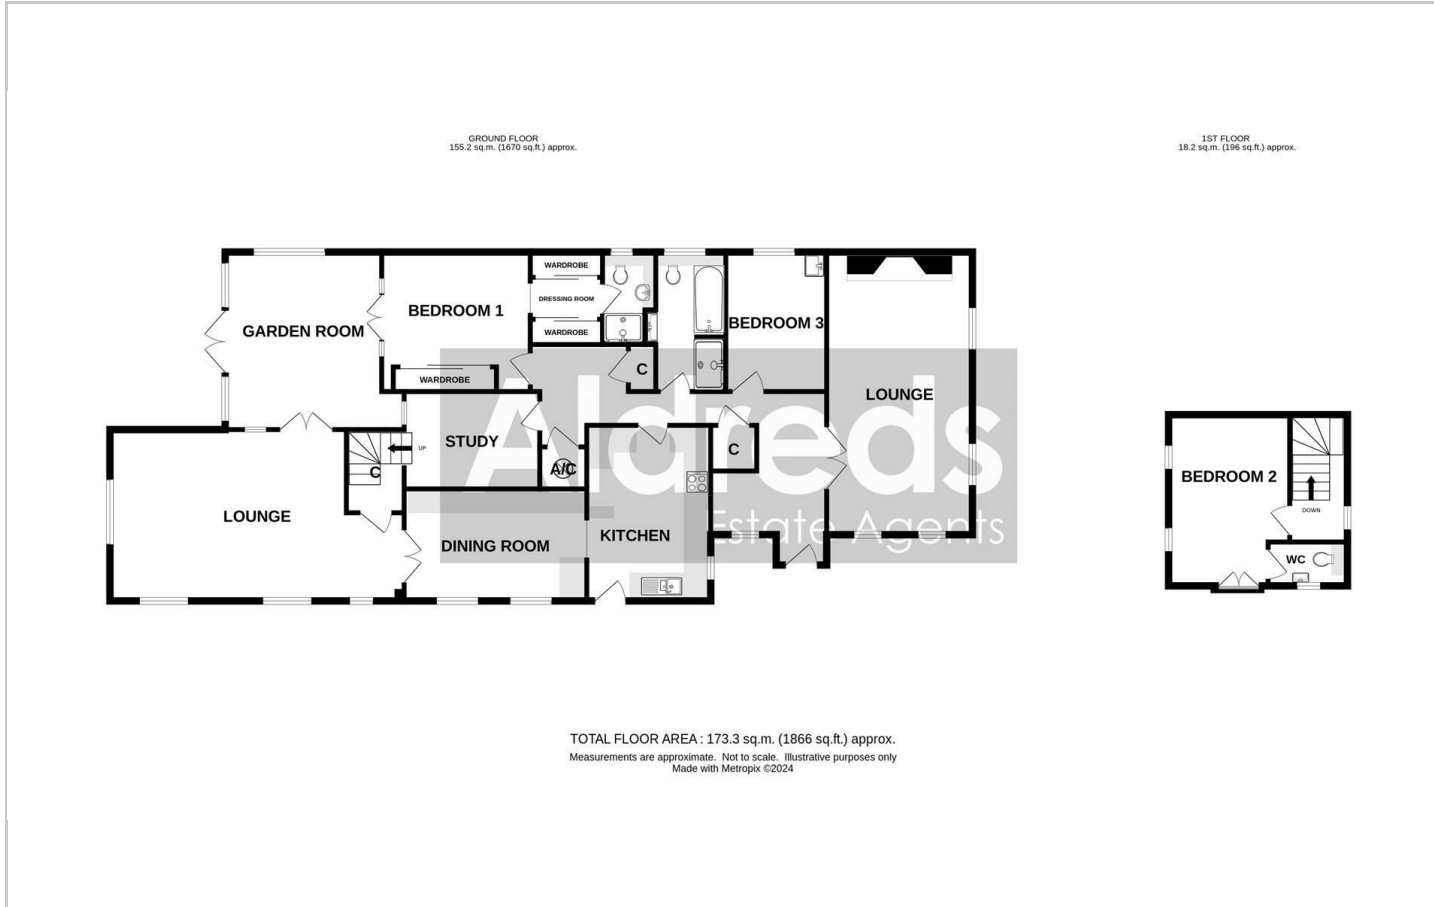 GROUND FLOOR
155.2 sq.m. (1670 sq.ft.) approx.
1ST FLOOR
18.2 sq.m. (196 sq.ft.) approx.
WARDROBE
DRESSING ROOM
WARDROBE
BEDROOM 1
GARDEN ROOM
BEDROOM 3
WARDROBE
C
LOUNGE
Aldreds
Estate Agents
STUDY
UP
C
A/C
C
LOUNGE
DINING ROOM
KITCHEN
BEDROOM 2
DOWN
WC
TOTAL FLOOR AREA : 173.3 sq.m. (1866 sq.ft.) approx.
Measurements are approximate. Not to scale. Illustrative purposes only
Made with Metropix ©2024